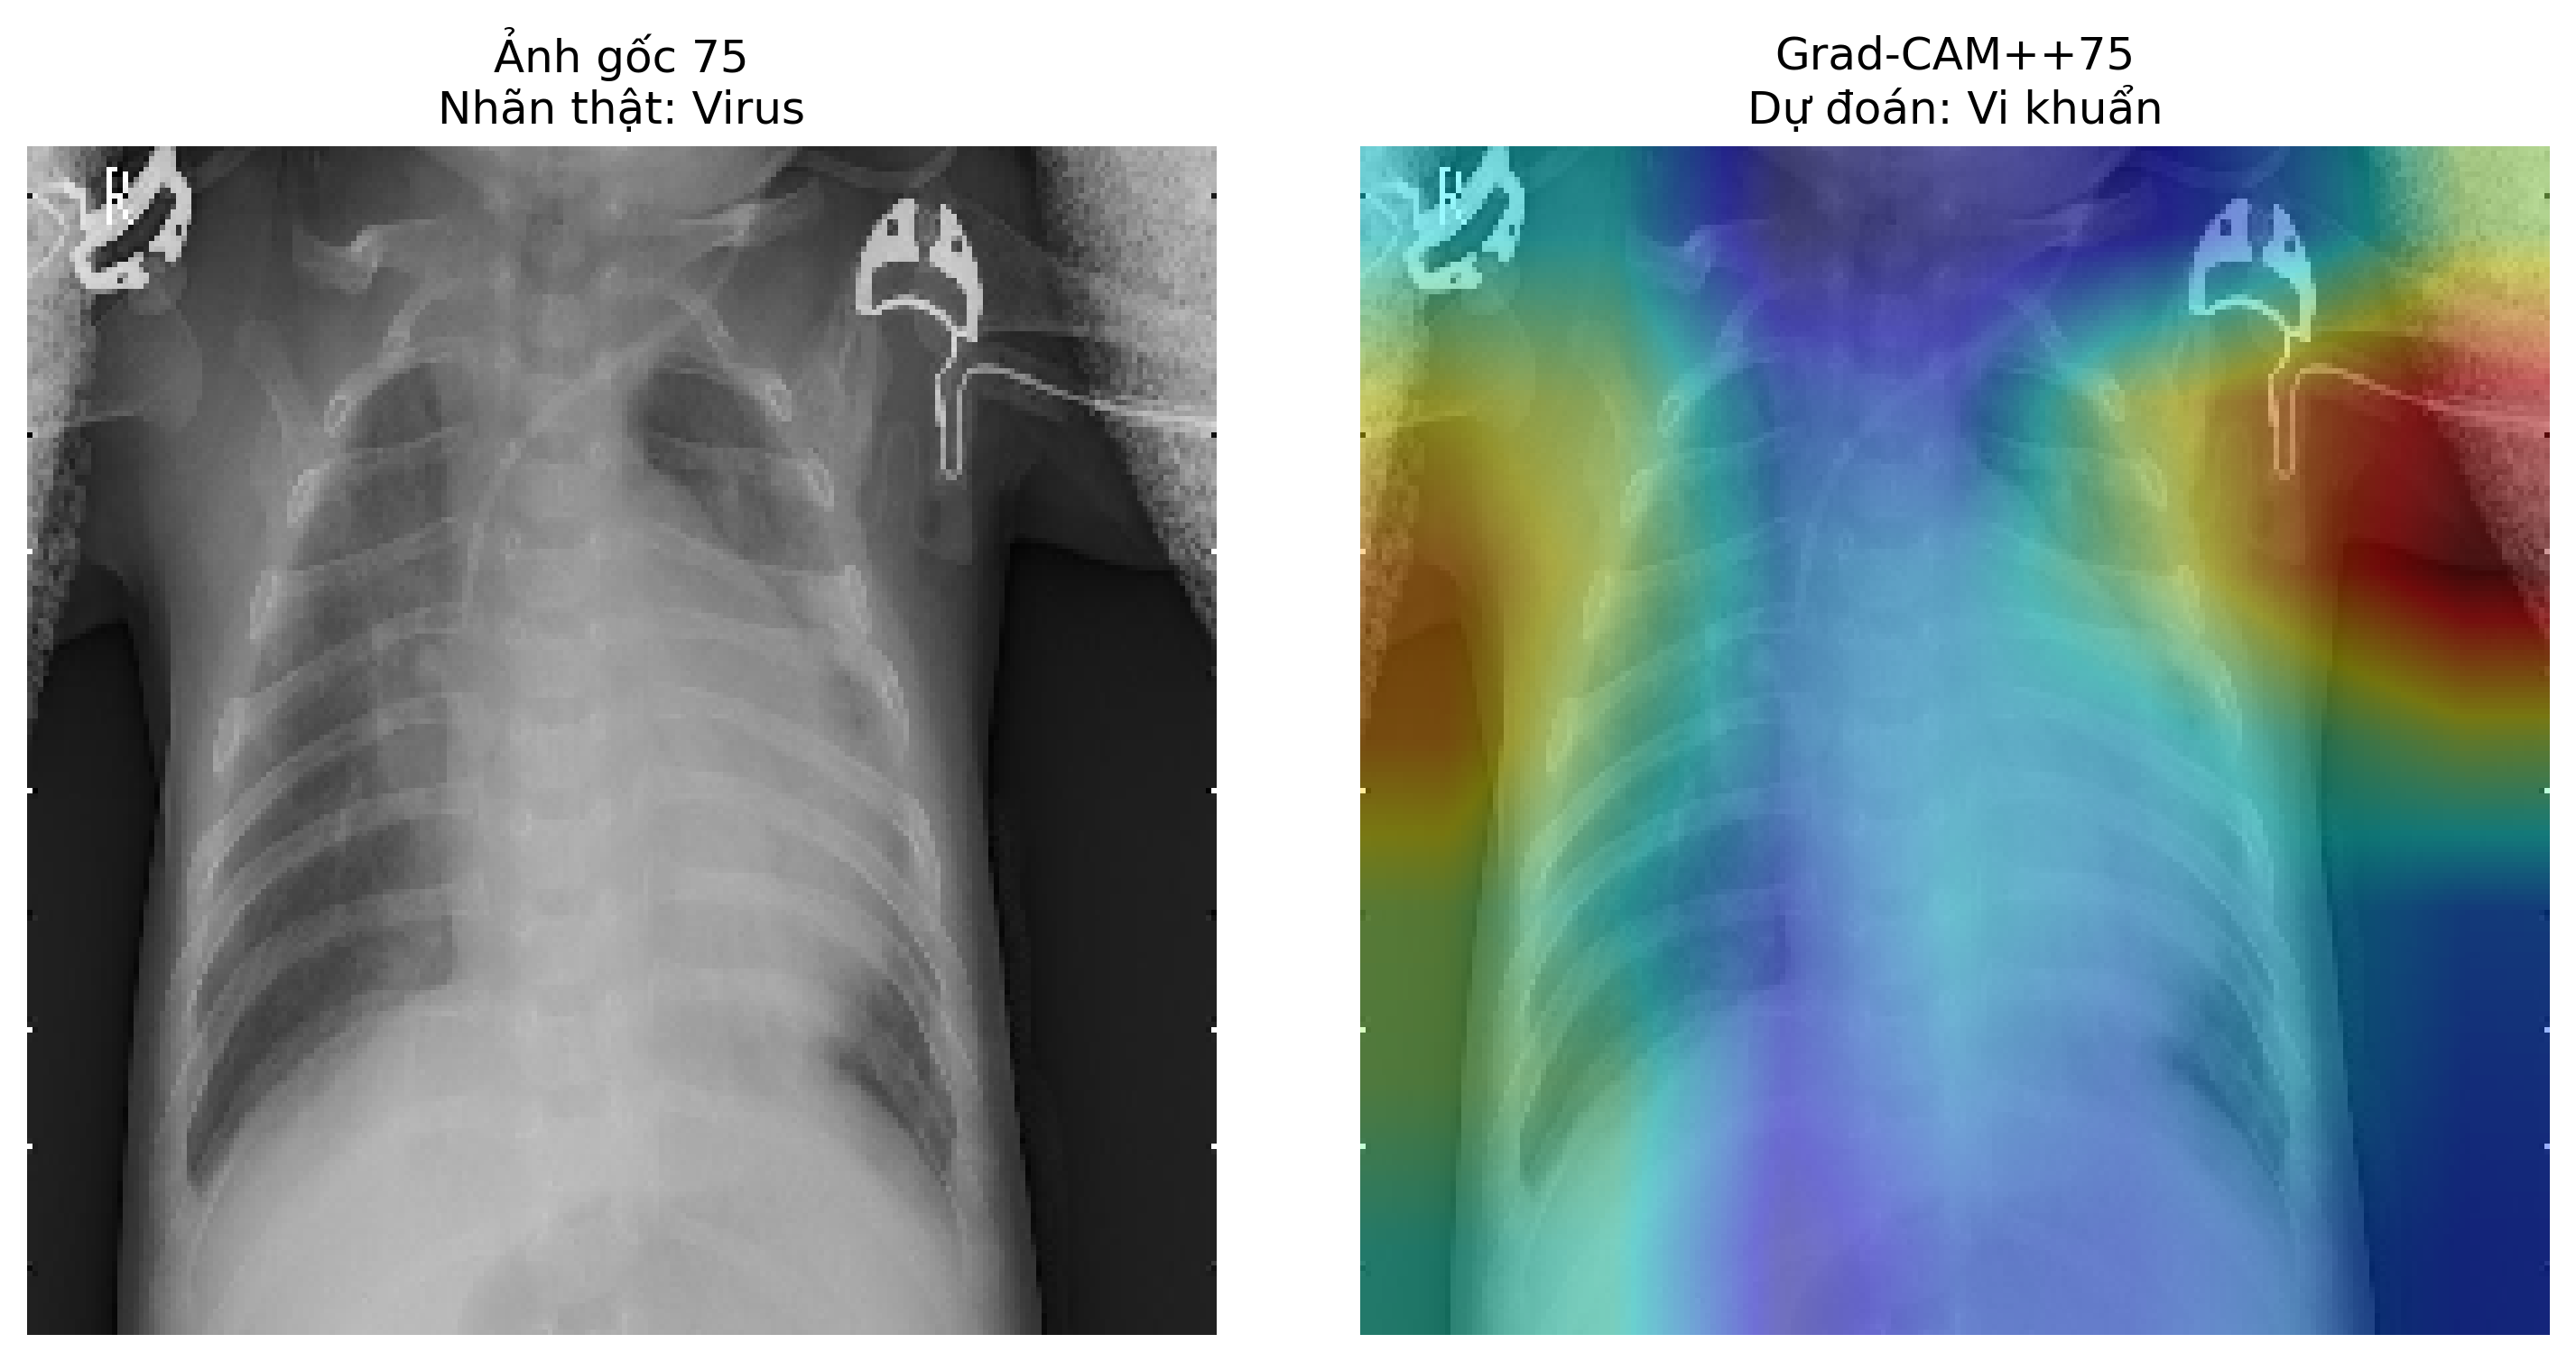 Ảnh gốc 75
Nhãn thật: Virus
Grad-CAM++75
Dự đoán: Vi khuẩn
R